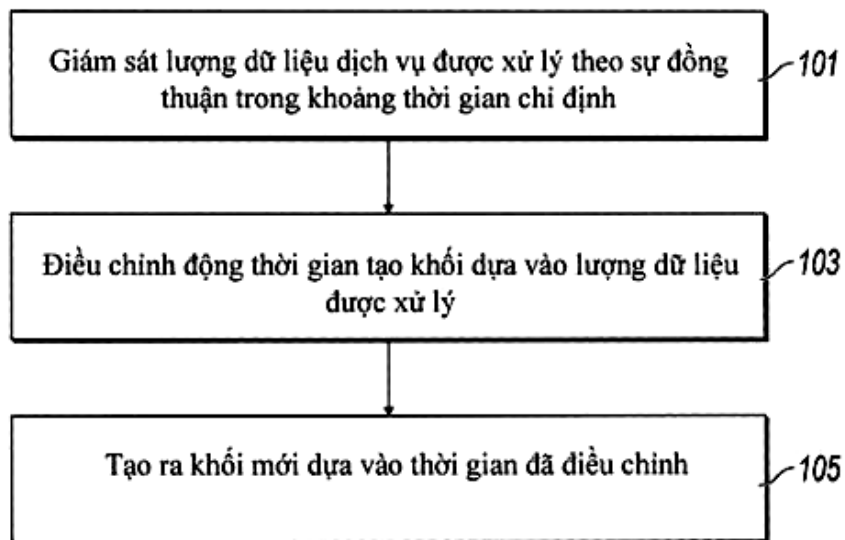 Giám sát lượng dữ liệu dịch vụ được xử lý theo sự đồng
thuận trong khoảng thời gian chỉ định
101
Điều chỉnh động thời gian tạo khối dựa vào lượng dữ liệu
được xử lý
103
Tạo ra khối mới dựa vào thời gian đã điều chỉnh
105